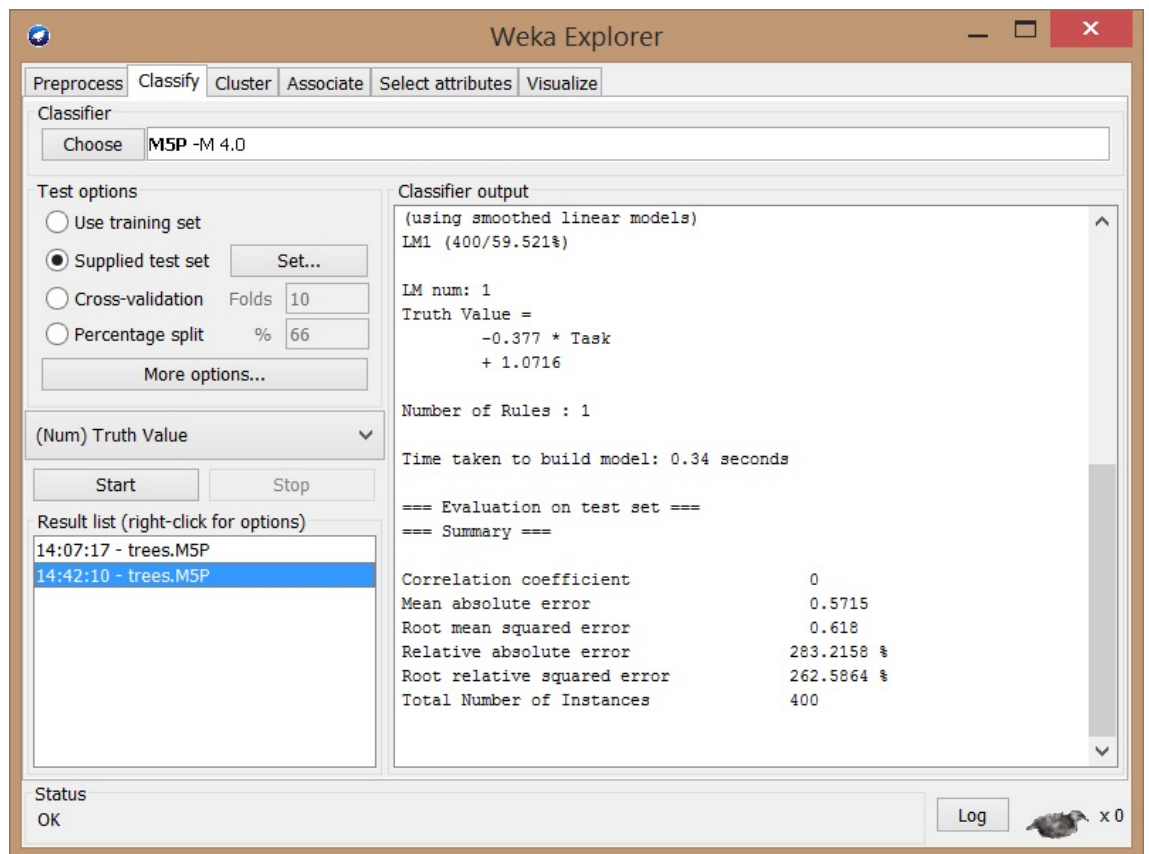 Weka Explorer
Preprocess Classify Cluster Associate Select attributes Visualize
Classifier
Choose M5P -M 4.0
Test options
Use training set
Supplied test set Set...
Cross-validation Folds 10
Percentage split % 66
More options...
(Num) Truth Value
Start Stop
Result list (right-click for options)
14:07:17 - trees.M5P
14:42:10 - trees.M5P
Classifier output
(using smoothed linear models)
LM1 (400/59.521%)
LM num: 1
Truth Value =
-0.377 * Task
+ 1.0716
Number of Rules : 1
Time taken to build model: 0.34 seconds
=== Evaluation on test set ===
=== Summary ===
Correlation coefficient 0
Mean absolute error 0.5715
Root mean squared error 0.618
Relative absolute error 283.2158 %
Root relative squared error 262.5864 %
Total Number of Instances 400
Status
OK
Log x 0